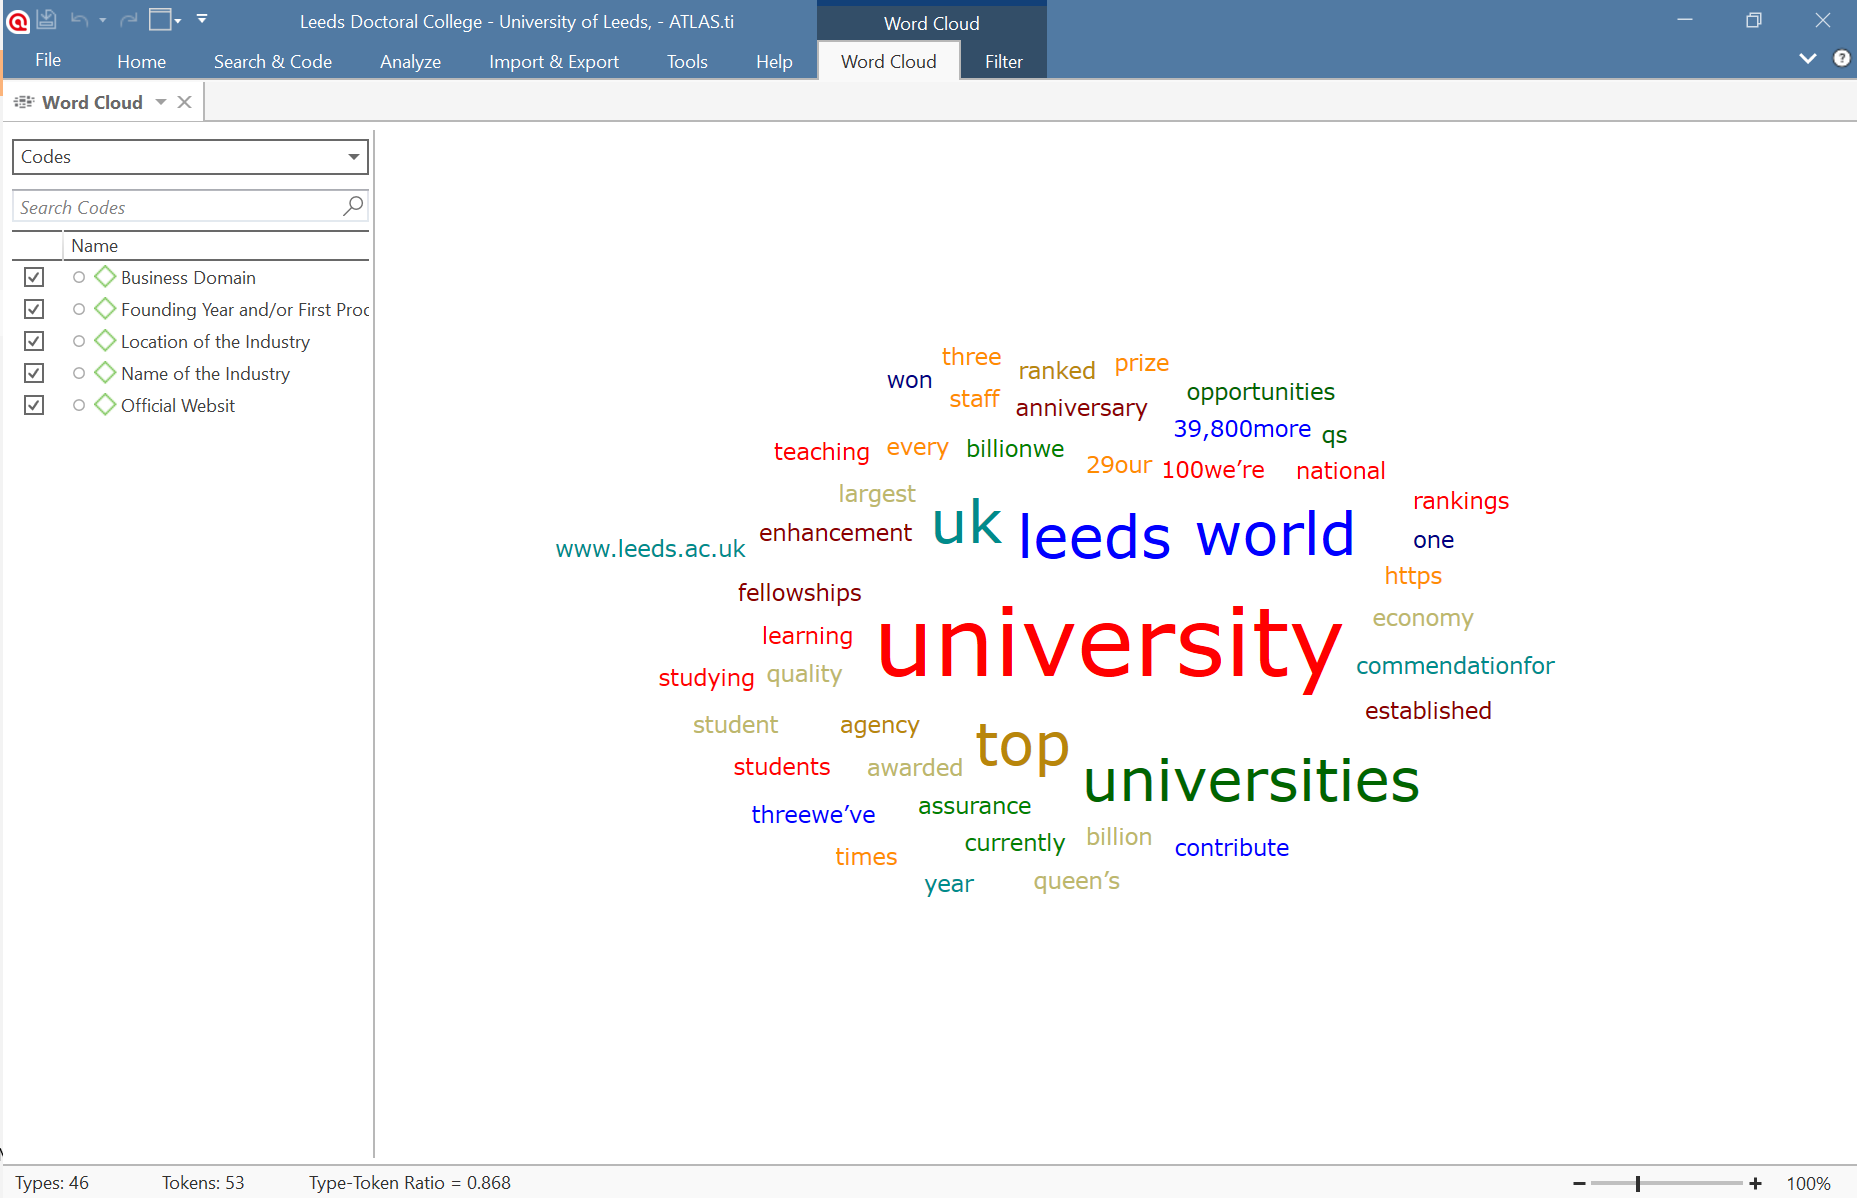 Leeds Doctoral College - University of Leeds, - ATLAS.ti
Word Cloud
File Home Search & Code Analyze Import & Export Tools Help Word Cloud Filter
Word Cloud
Codes
Search Codes
Name
Business Domain
Founding Year and/or First Proc
Location of the Industry
Name of the Industry
Official Websit
three ranked prize
won staff anniversary opportunities
39,800more qs
teaching every billionwe 29our 100we’re national
largest rankings
www.leeds.ac.uk enhancement uk leeds world one
https
fellowships economy
learning university commendationfor
studying quality established
student agency top
students awarded universities
threewe’ve assurance
currently billion contribute
times
year queen’s
Types: 46 Tokens: 53 Type-Token Ratio = 0.868 100%